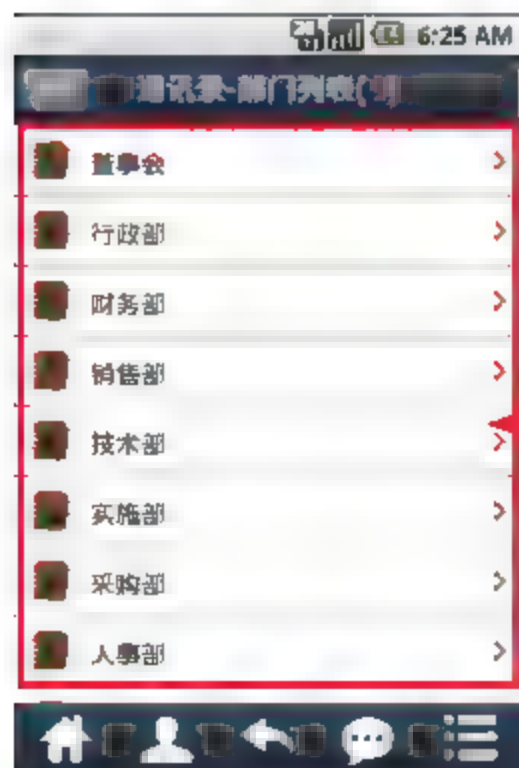 6:25 AM
通讯录-部门列表(9)
董事会
行政部
财务部
销售部
技术部
实施部
采购部
人事部